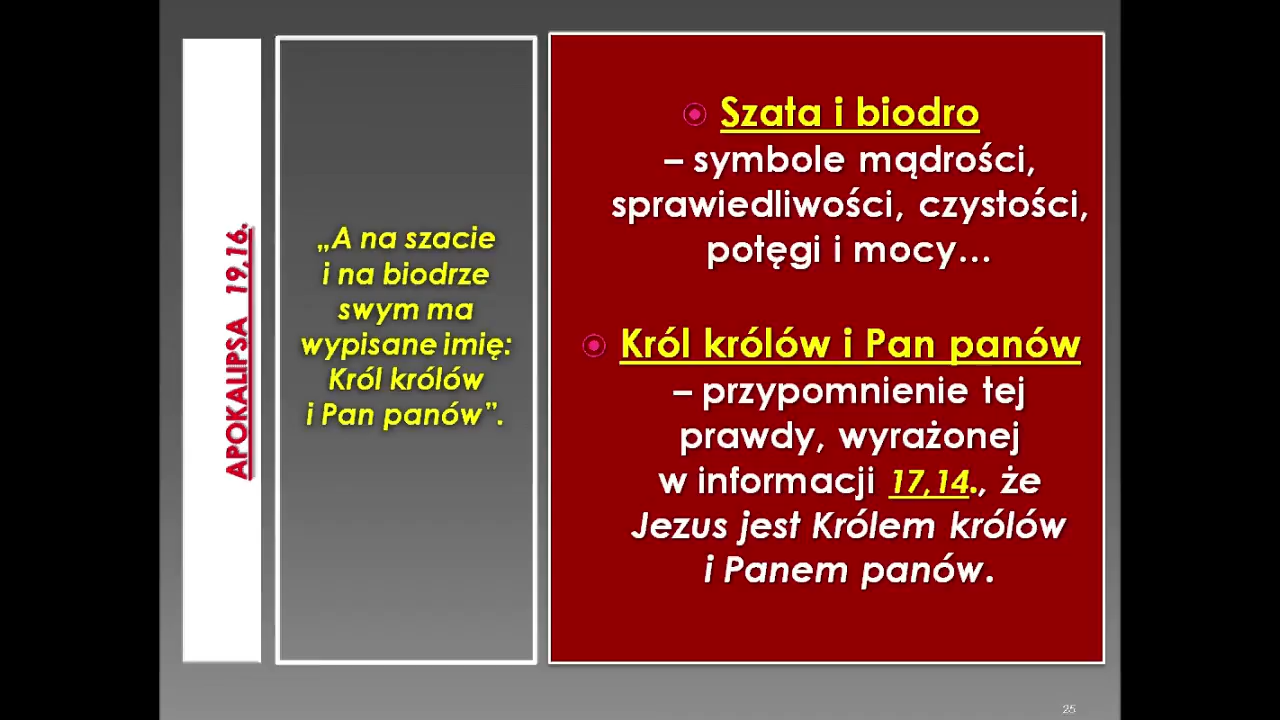 APOKALIPSA 19,16.
„A na szacie
i na biodrze
swym ma
wypisane imię:
Król królów
i Pan panów”.
Szata i biodro
– symbole mądrości,
sprawiedliwości, czystości,
potęgi i mocy…
Król królów i Pan panów
– przypomnienie tej
prawdy, wyrażonej
w informacji 17,14., że
Jezus jest Królem królów
i Panem panów.
25